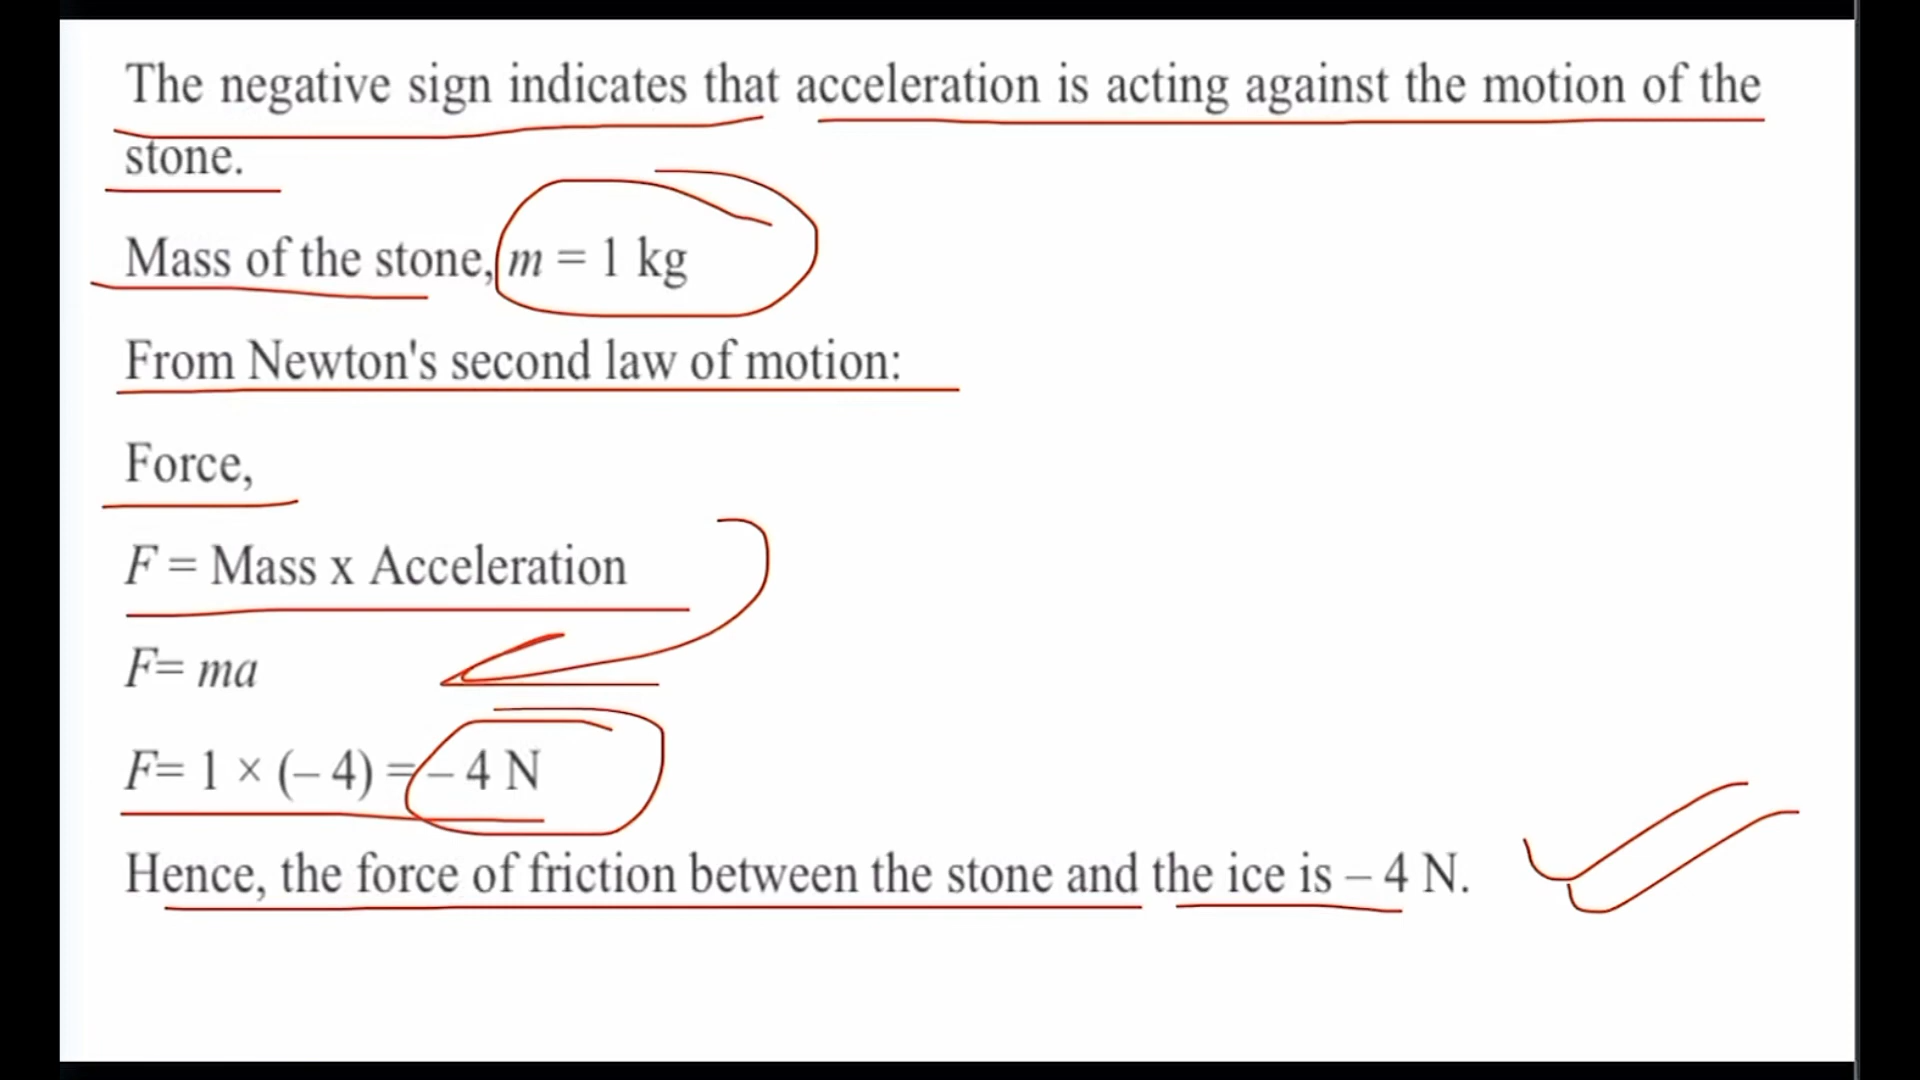 The negative sign indicates that acceleration is acting against the motion of the
stone.
Mass of the stone, m = 1 kg
From Newton's second law of motion:
Force,
F = Mass x Acceleration
F= ma
F= 1 × (– 4) = – 4 N
Hence, the force of friction between the stone and the ice is – 4 N.